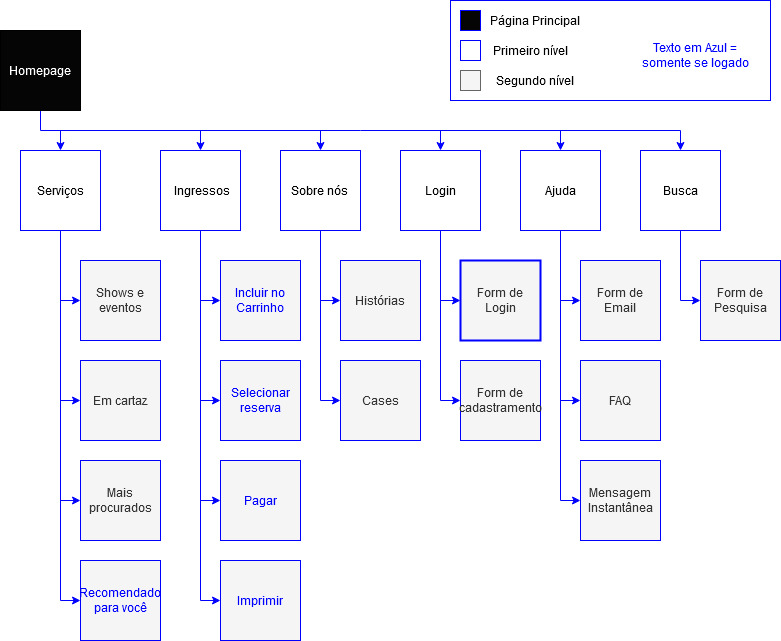 Página Principal
Primeiro nível
Segundo nível
Texto em Azul =
somente se logado
Homepage
Serviços
Ingressos
Sobre nós
Login
Ajuda
Busca
Shows e
eventos
Incluir no
Carrinho
Histórias
Form de
Login
Form de
Email
Form de
Pesquisa
Em cartaz
Selecionar
reserva
Cases
Form de
cadastramento
FAQ
Mais
procurados
Pagar
Mensagem
Instantânea
Recomendado
para você
Imprimir